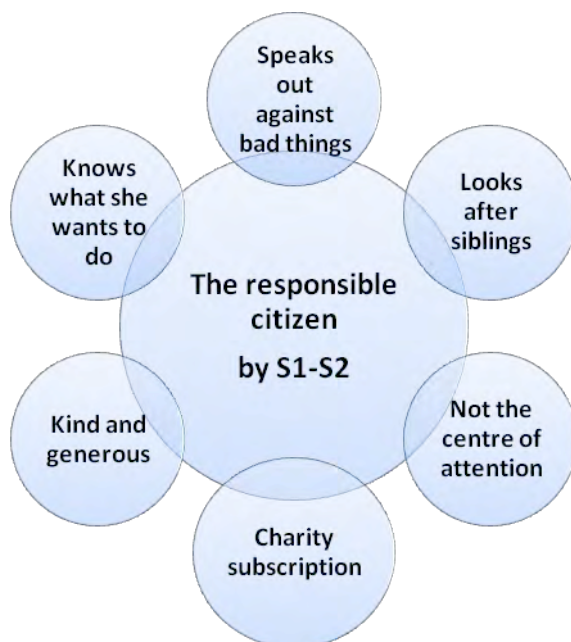 Speaks
out
against
bad things
Looks
after
siblings
Not the
centre of
attention
Charity
subscription
Kind and
generous
Knows
what she
wants to
do
The responsible
citizen
by S1-S2